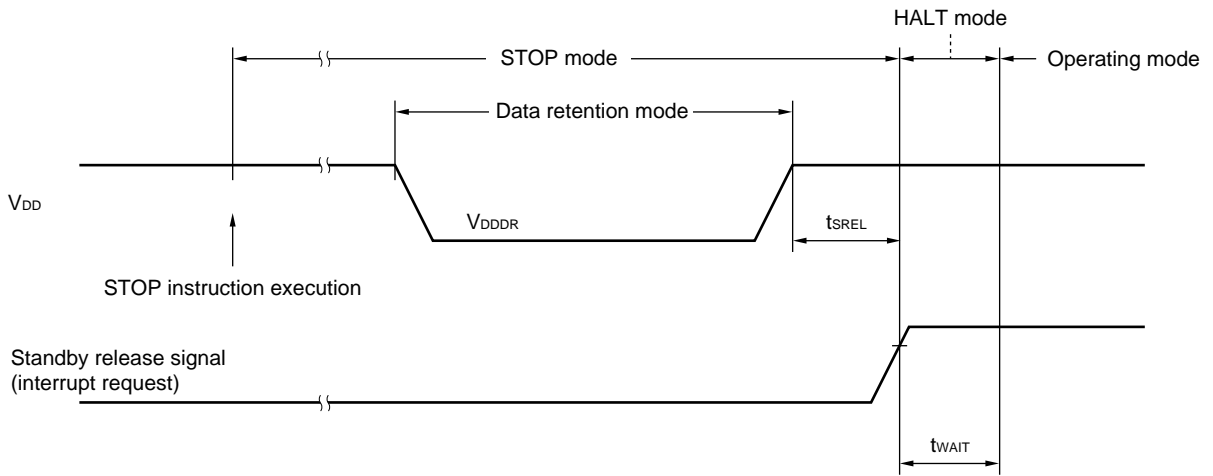 HALT mode
STOP mode
Operating mode
Data retention mode
VDD
VDDDR
tSREL
STOP instruction execution
Standby release signal
(interrupt request)
tWAIT